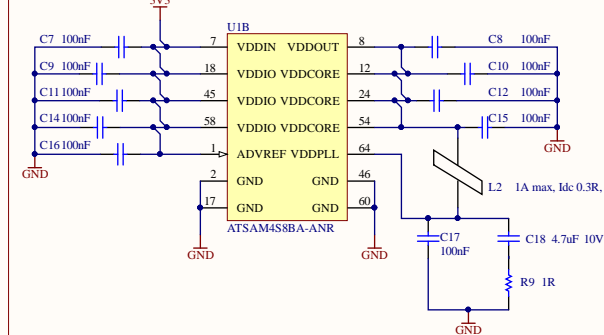 3V3
U1B
C7 100nF
7 VDDIN VDDOUT 8
C8 100nF
C9 100nF
18 VDDIO VDDCORE 12
C10 100nF
C11 100nF
45 VDDIO VDDCORE 24
C12 100nF
C14 100nF
58 VDDIO VDDCORE 54
C15 100nF
C16 100nF
1 ADVREF VDDPLL 64
GND
GND
2 GND GND 46
17 GND GND 60
L2 1A max, Idc 0.3R,
ATSAM4S8BA-ANR
GND
GND
C17
100nF
C18 4.7uF 10V
R9 1R
GND